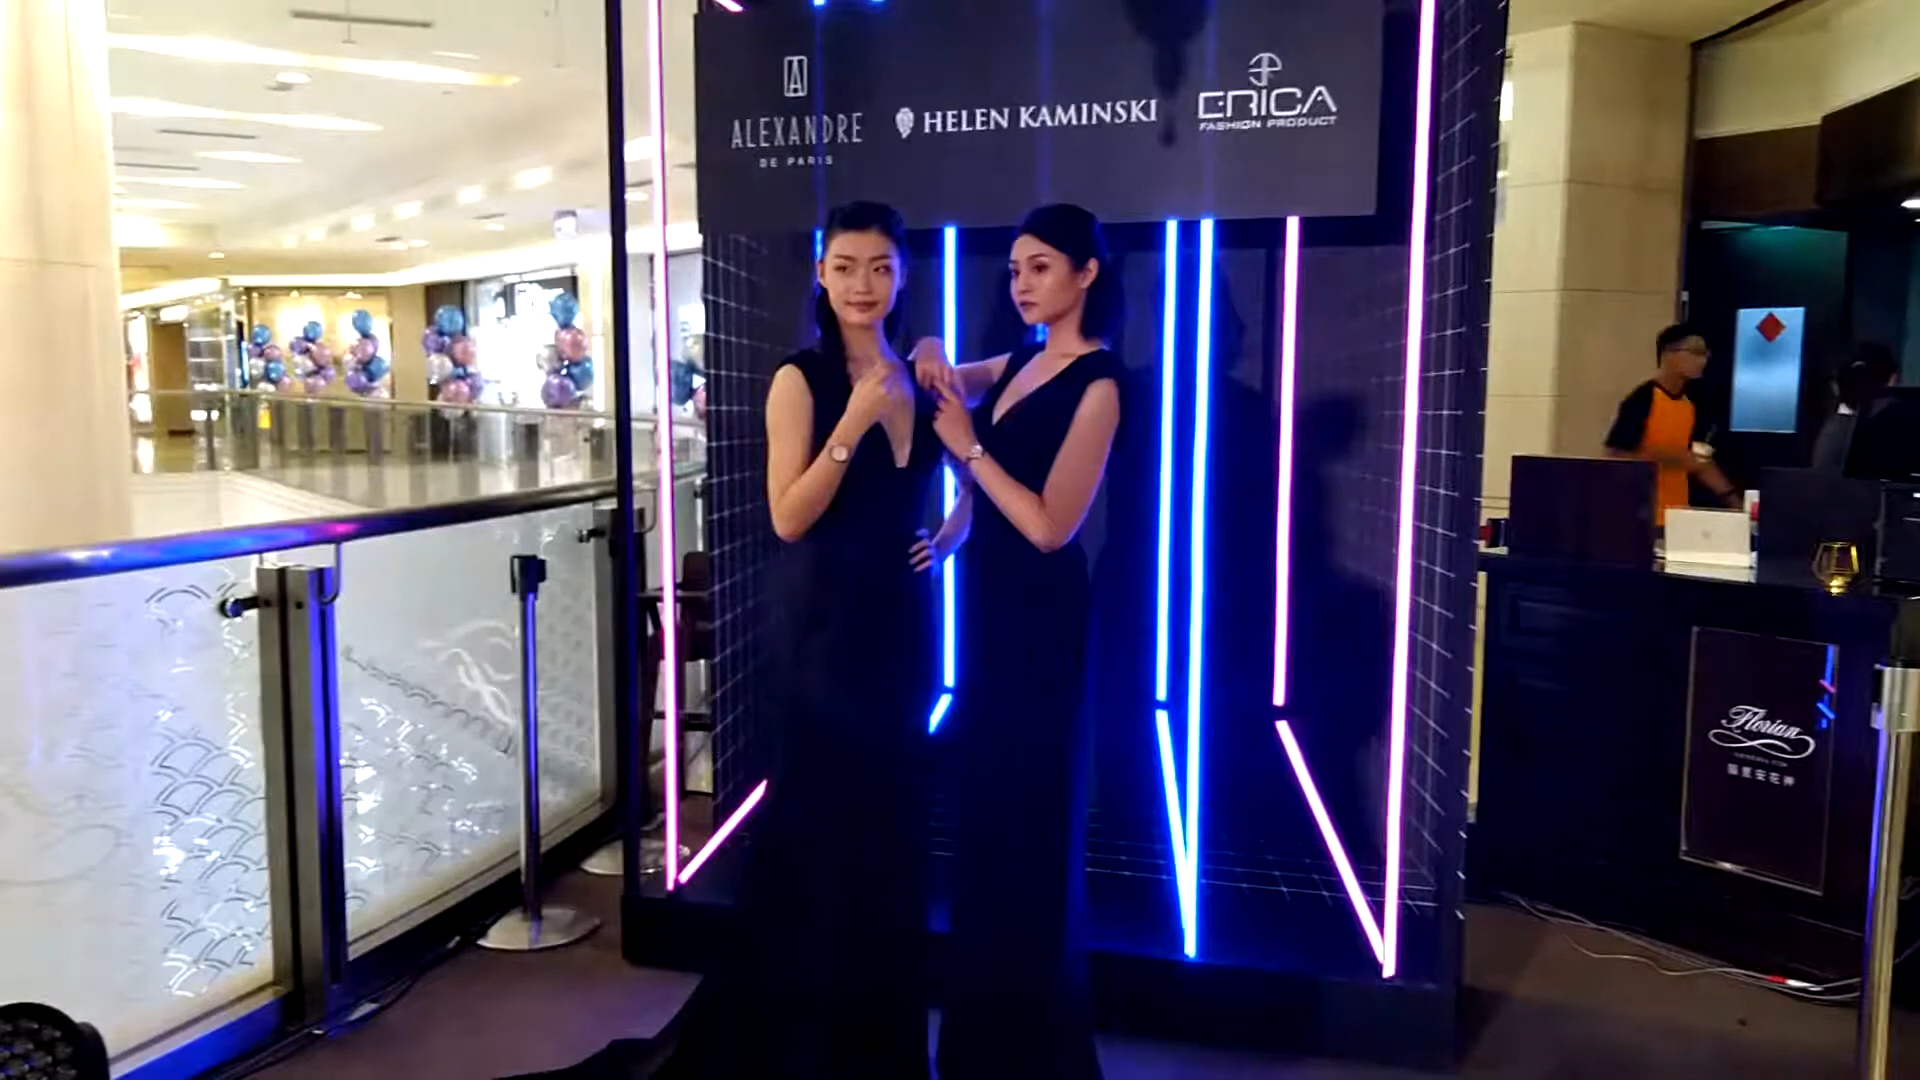 ALEXANDRE
DE PARIS
HELEN KAMINSKI
ERICA
FASHION PRODUCT
Florian